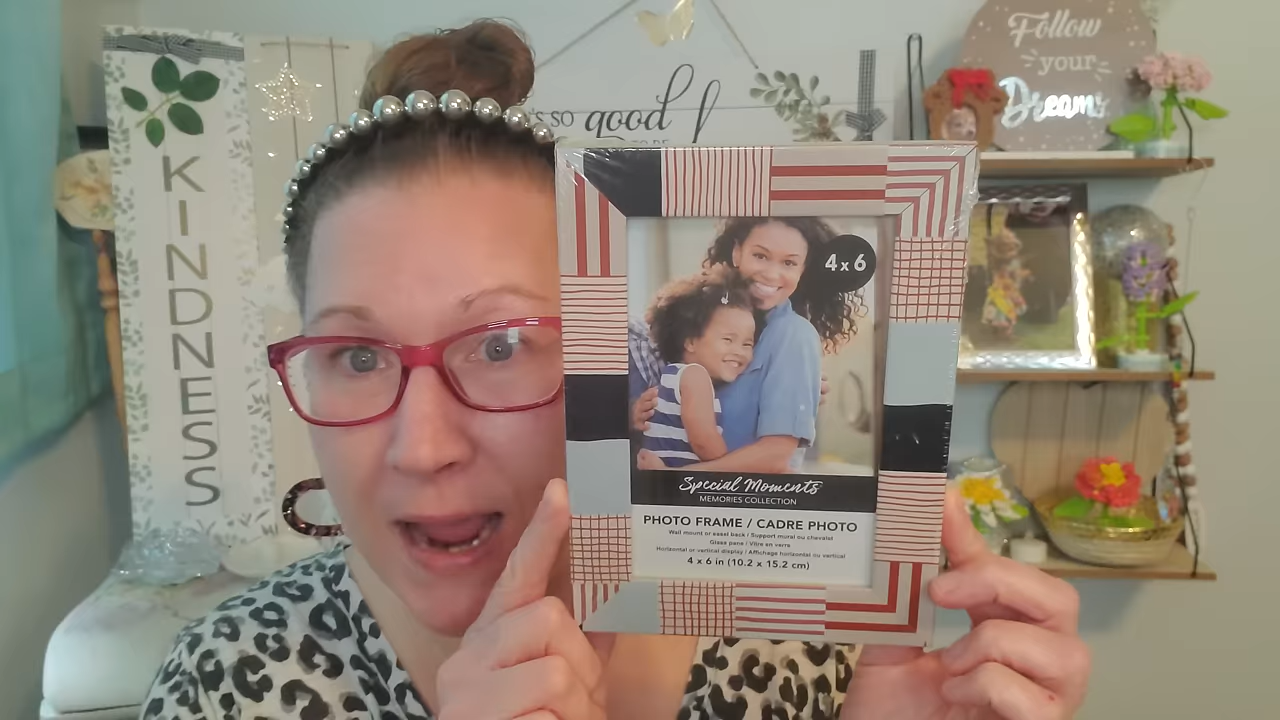 KINDNESS
'S SO good
TO BE
Follow
your
Dreams
4x6
Special Moments
MEMORIES COLLECTION
PHOTO FRAME / CADRE PHOTO
Wall mount or easel back / Support mural ou chevalet
Glass pane / Vitre en verre
Horizontal or vertical display / Affichage horizontal ou vertical
4 x 6 in (10.2 x 15.2 cm)